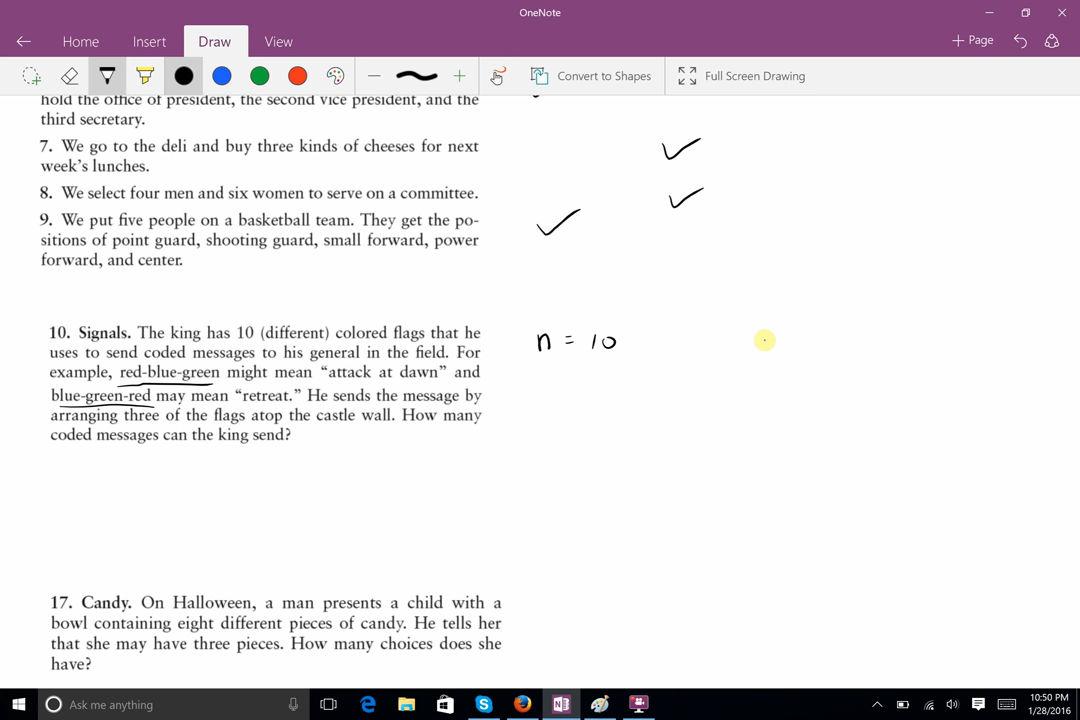 OneNote
Home Insert Draw View
+ Page
Convert to Shapes Full Screen Drawing
hold the office of president, the second vice president, and the
third secretary.
7. We go to the deli and buy three kinds of cheeses for next
week's lunches.
8. We select four men and six women to serve on a committee.
9. We put five people on a basketball team. They get the po-
sitions of point guard, shooting guard, small forward, power
forward, and center.
10. Signals. The king has 10 (different) colored flags that he
n = 10
uses to send coded messages to his general in the field. For
example, red-blue-green might mean "attack at dawn" and
blue-green-red may mean "retreat." He sends the message by
arranging three of the flags atop the castle wall. How many
coded messages can the king send?
17. Candy. On Halloween, a man presents a child with a
bowl containing eight different pieces of candy. He tells her
that she may have three pieces. How many choices does she
have?
Ask me anything
10:50 PM
1/28/2016